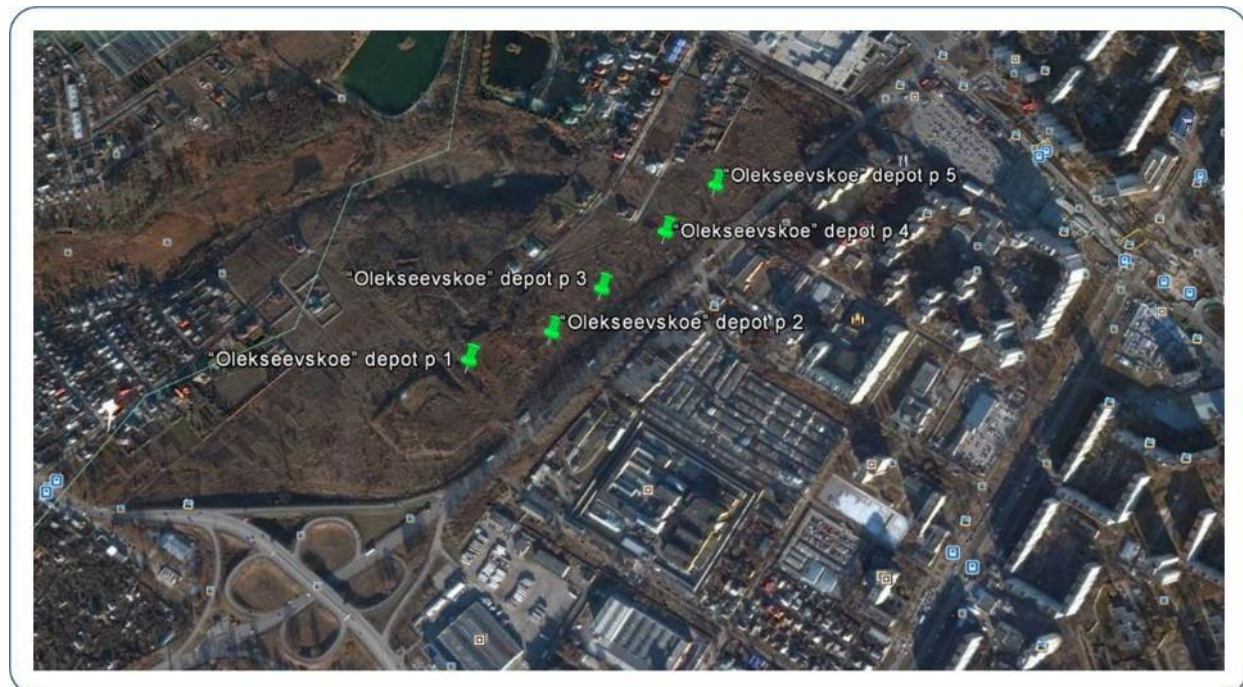 “Olekseevskoe” depot p 5
“Olekseevskoe” depot p 4
“Olekseevskoe” depot p 3
“Olekseevskoe” depot p 2
“Olekseevskoe” depot p 1